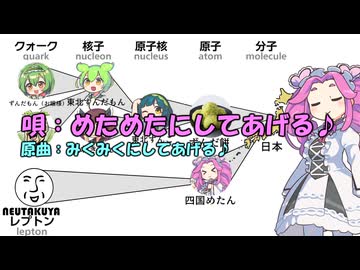 クォーク 核子 原子核 原子 分子
quark nucleon nucleus atom molecule
ずんだもん(お嬢様) 東北ずんだもん
唄：めためたにしてあげる♪
原曲：みくみくにしてあげる♪
日本
四国めたん
NEUTAKUYA
レプトン
lepton